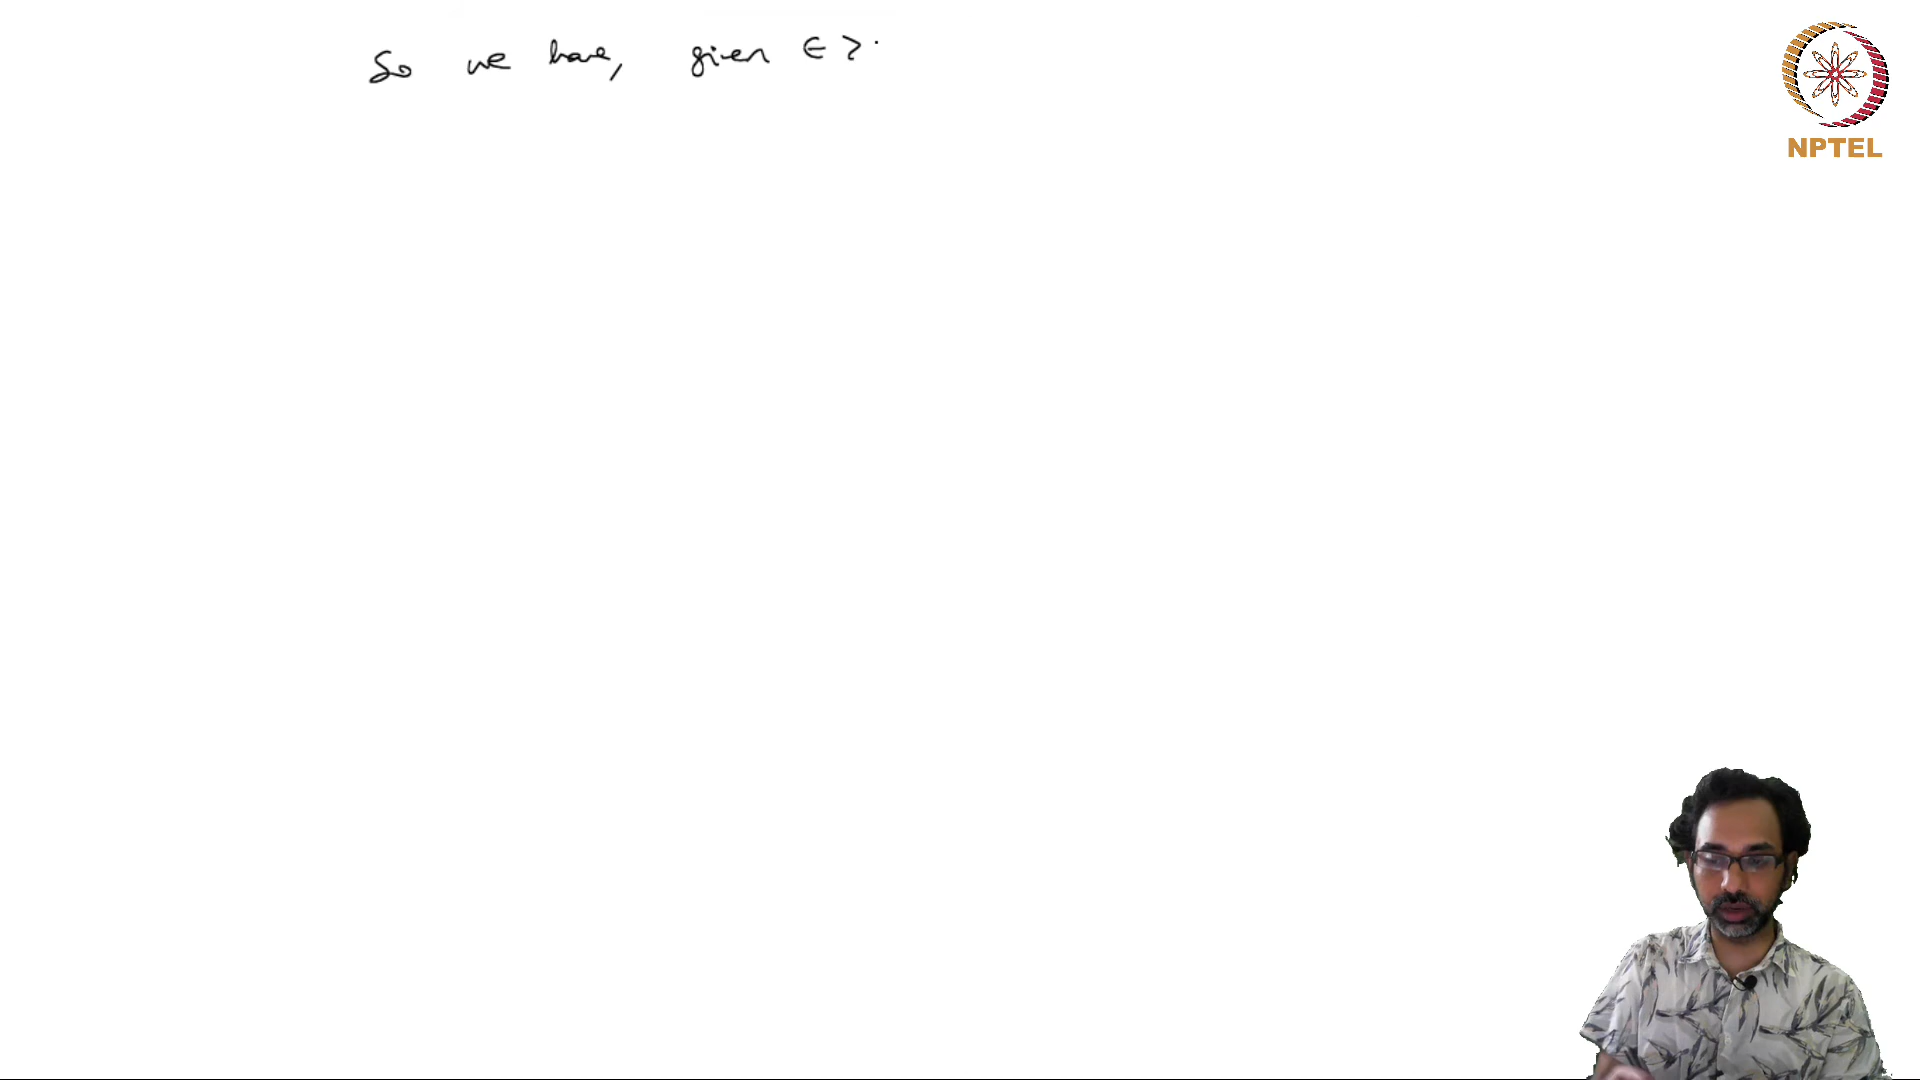 So we have, given ∈ > .
NPTEL